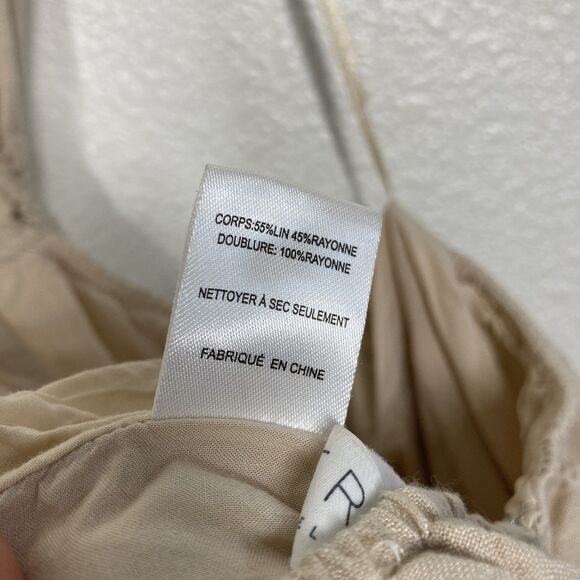 CORPS:55%LIN 45%RAYONNE
DOUBLURE: 100%RAYONNE
NETTOYER À SEC SEULEMENT
FABRIQUÉ EN CHINE
R